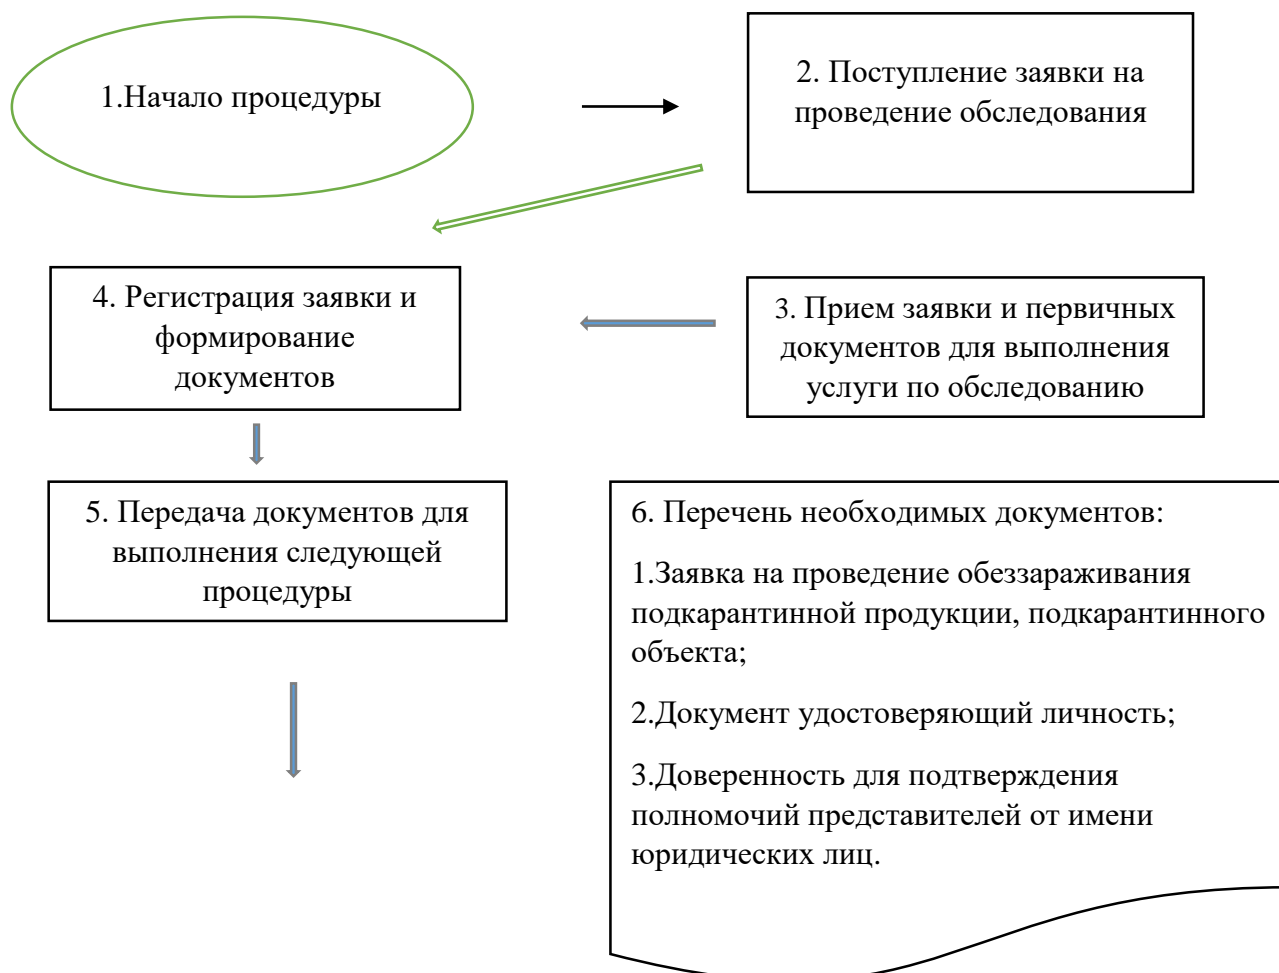 1.Начало процедуры
2. Поступление заявки на
проведение обследования
4. Регистрация заявки и
формирование
документов
3. Прием заявки и первичных
документов для выполнения
услуги по обследованию
5. Передача документов для
выполнения следующей
процедуры
6. Перечень необходимых документов:
1.Заявка на проведение обеззараживания
подкарантинной продукции, подкарантинного
объекта;
2.Документ удостоверяющий личность;
3.Доверенность для подтверждения
полномочий представителей от имени
юридических лиц.